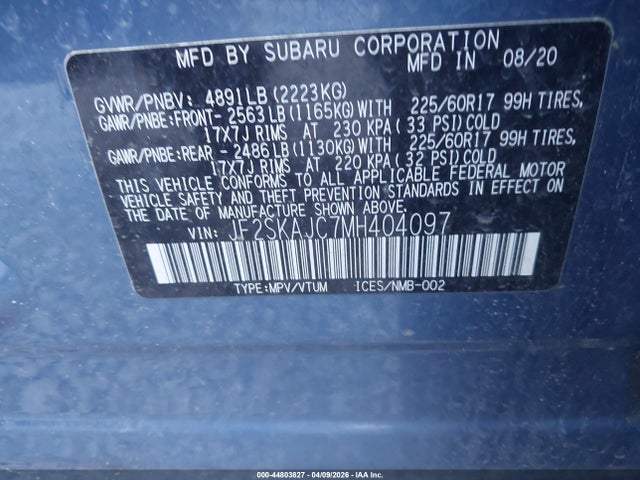 MFD BY SUBARU CORPORATION
MFD IN 08/20
GVWR/PNBV: 4891LB(2223KG)
GAWR/PNBE:FRONT- 2563LB(1165KG)WITH 225/60R17 99H TIRES,
17X7J RIMS AT 230 KPA(33 PSI)COLD
GAWR/PNBE:REAR - 2486LB(1130KG)WITH 225/60R17 99H TIRES,
17X7J RIMS AT 220 KPA(32 PSI)COLD
THIS VEHICLE CONFORMS TO ALL APPLICABLE FEDERAL MOTOR
VEHICLE SAFETY AND THEFT PREVENTION STANDARDS IN EFFECT ON
THE DATE OF MANUFACTURE SHOWN ABOVE.
VIN: JF2SKAJC7MH404097
TYPE:MPV/VTUM ICES/NMB-002
000-44803827 - 04/09/2026 - IAA Inc.